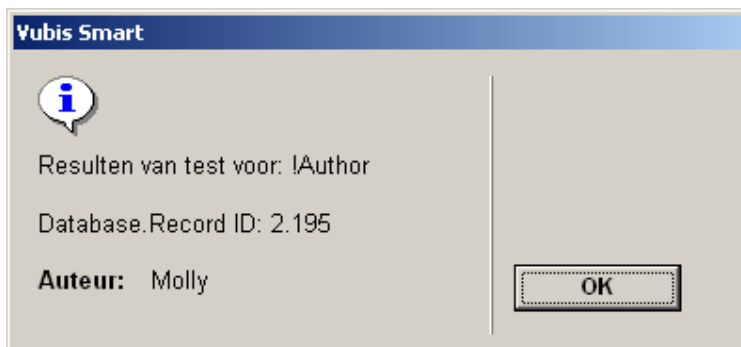 Vubis Smart
Resulten van test voor: !Author
Database.Record ID: 2.195
Auteur: Molly
OK